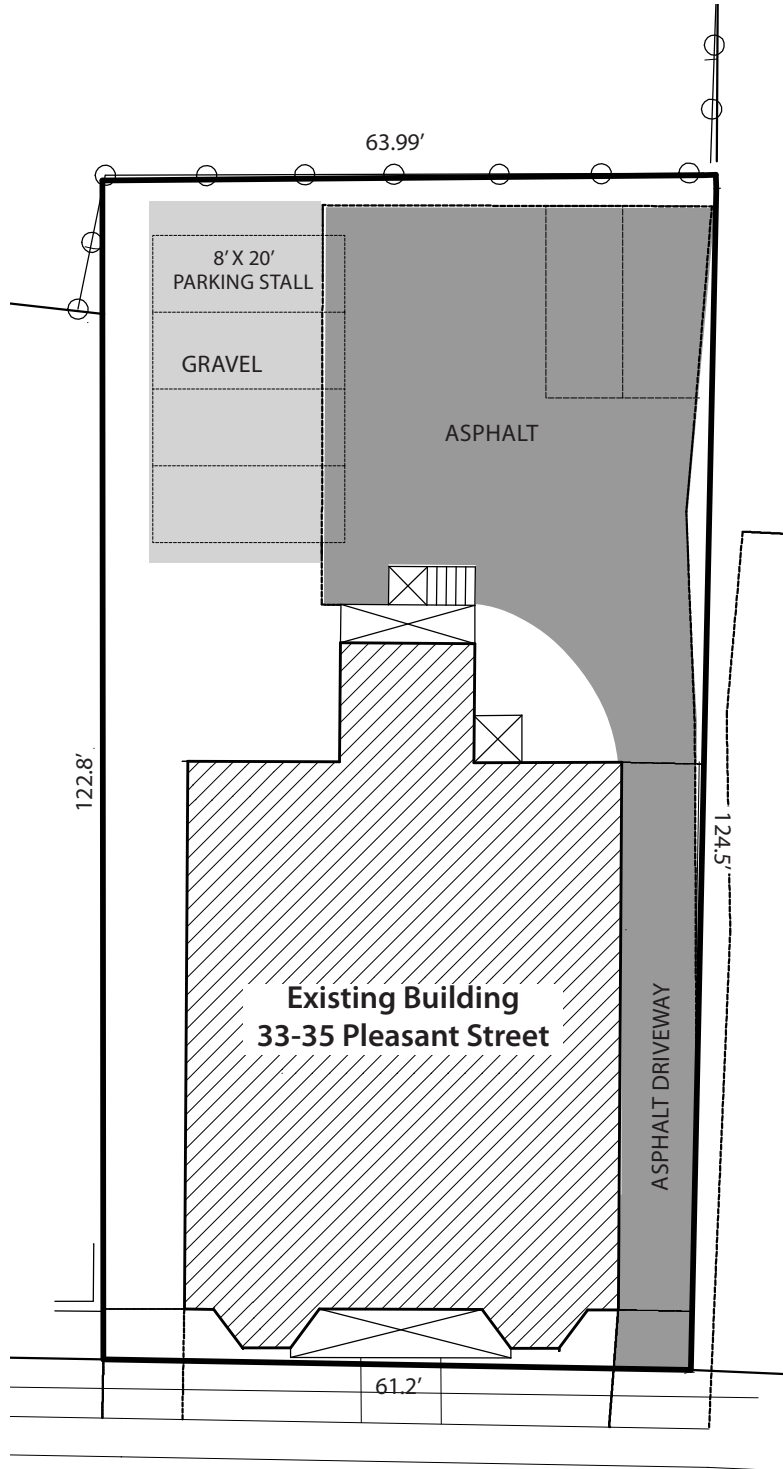 63.99’
8’ X 20’
PARKING STALL
GRAVEL
ASPHALT
122.8’
124.5’
Existing Building
33-35 Pleasant Street
ASPHALT DRIVEWAY
61.2’